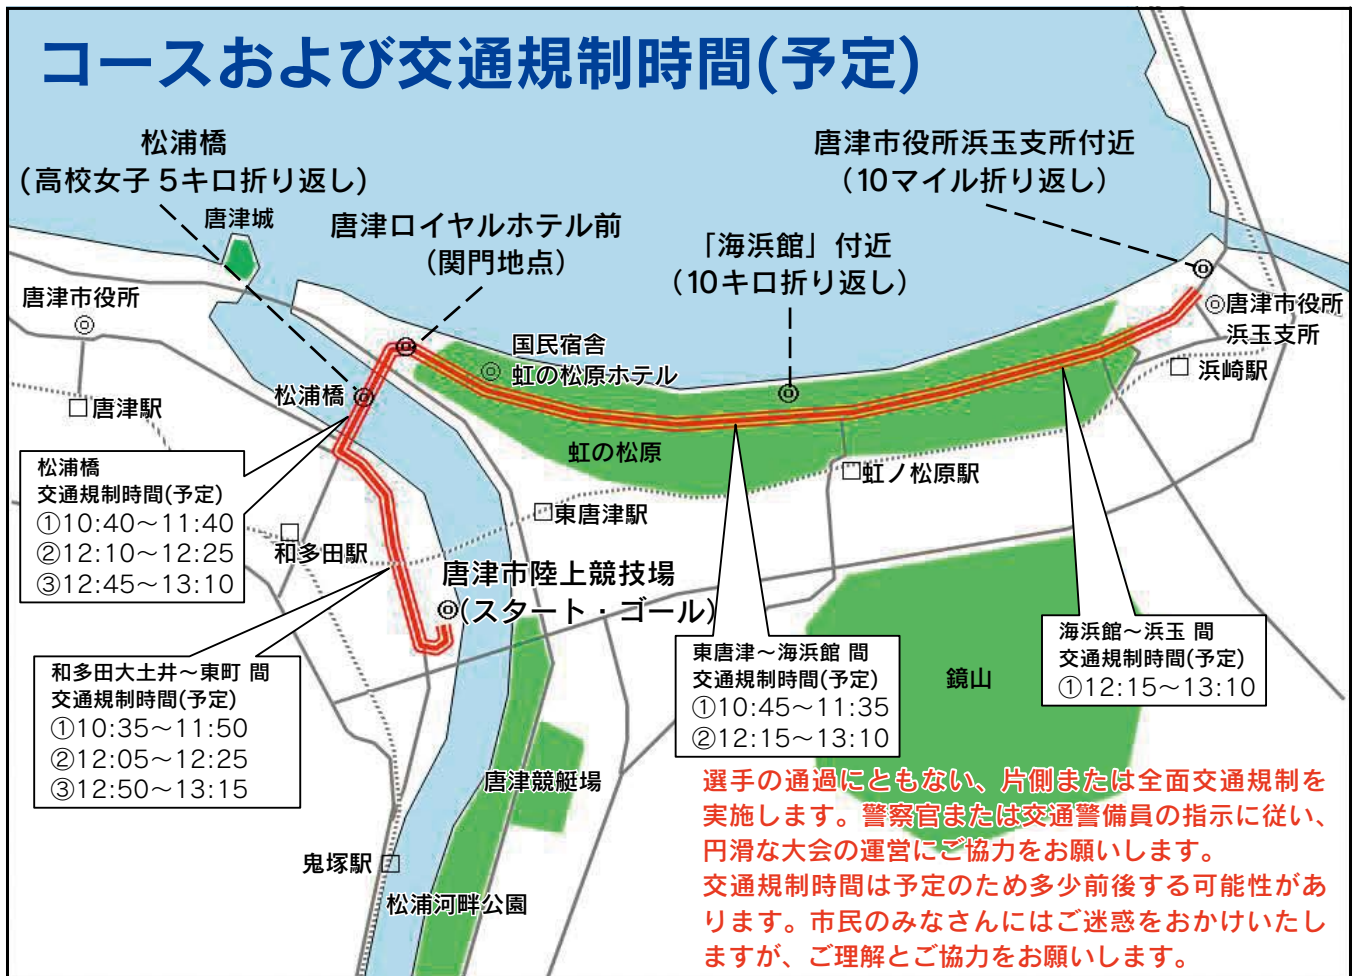 コースおよび交通規制時間(予定)
松浦橋
(高校女子 5キロ折り返し)
唐津市役所浜玉支所付近
(10マイル折り返し)
唐津城
唐津ロイヤルホテル前
(関門地点)
「海浜館」付近
(10キロ折り返し)
唐津市役所
唐津市役所
浜玉支所
国民宿舎
虹の松原ホテル
浜崎駅
松浦橋
唐津駅
虹の松原
虹ノ松原駅
松浦橋
交通規制時間(予定)
①10:40～11:40
②12:10～12:25
③12:45～13:10
東唐津駅
和多田駅
唐津市陸上競技場
(スタート・ゴール)
和多田大土井～東町 間
交通規制時間(予定)
①10:35～11:50
②12:05～12:25
③12:50～13:15
東唐津～海浜館 間
交通規制時間(予定)
①10:45～11:35
②12:15～13:10
海浜館～浜玉 間
交通規制時間(予定)
①12:15～13:10
鏡山
唐津競艇場
鬼塚駅
松浦河畔公園
選手の通過にともない、片側または全面交通規制を
実施します。警察官または交通警備員の指示に従い、
円滑な大会の運営にご協力をお願いします。
交通規制時間は予定のため多少前後する可能性があ
ります。市民のみなさんにはご迷惑をおかけいたし
ますが、ご理解とご協力をお願いします。